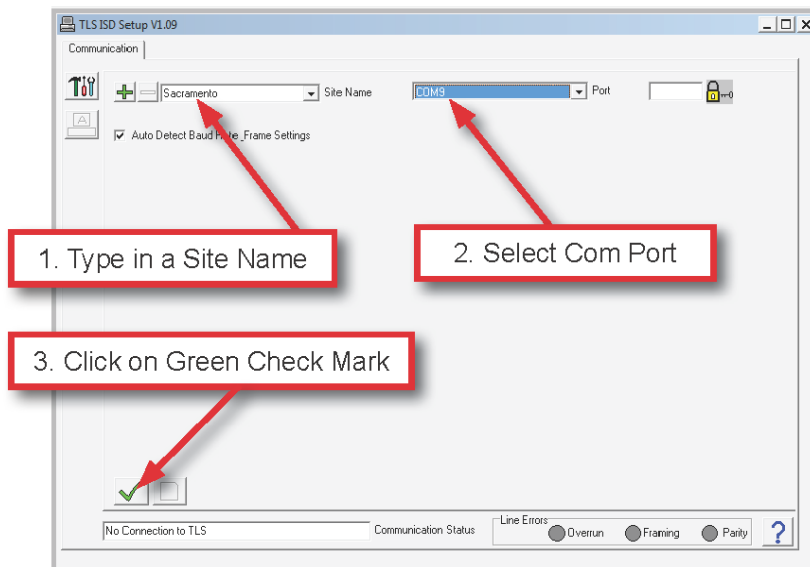 TLS ISD Setup V1.09
Communication
Sacramento
Site Name
COM9
Port
A
Auto Detect Baud Rate _Frame Settings
1. Type in a Site Name
2. Select Com Port
3. Click on Green Check Mark
No Connection to TLS
Communication Status
Line Errors
Overrun
Framing
Parity
?